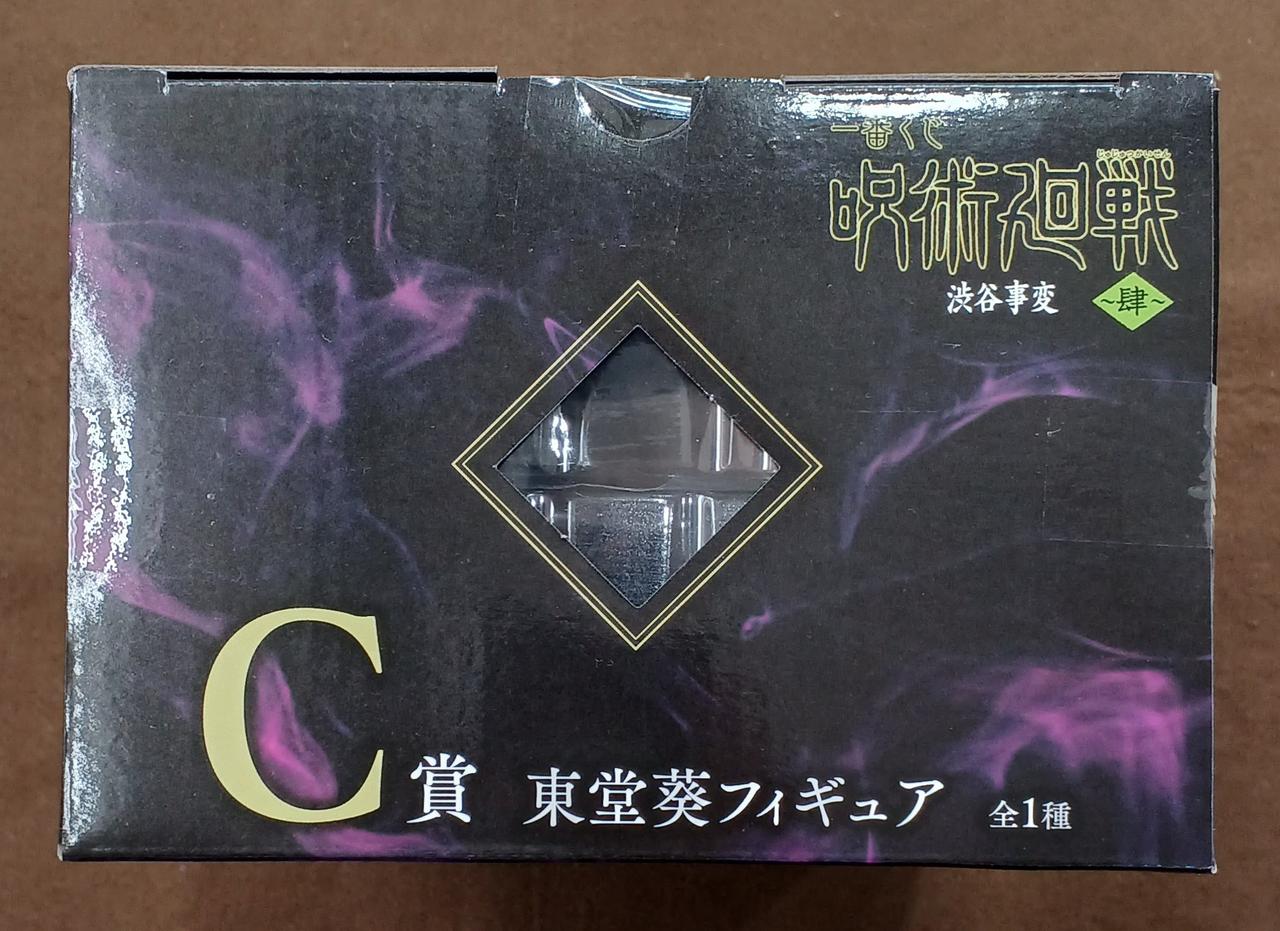 一番くじ
じゅじゅつかいせん
呪術廻戦
渋谷事変 ~肆~
C賞 東堂葵フィギュア 全1種